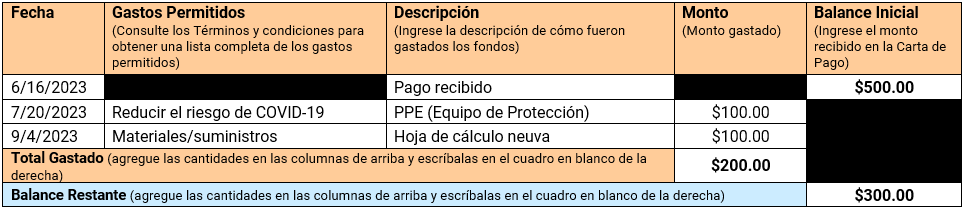 Fecha Gastos Permitidos Descripción Monto Balance Inicial
(Consulte los Términos y condiciones para (Ingrese la descripción de cómo fueron (Monto gastado) (Ingrese el monto
obtener una lista completa de los gastos gastados los fondos) recibido en la Carta de
permitidos) Pago)
6/16/2023 Pago recibido $500.00
7/20/2023 Reducir el riesgo de COVID-19 PPE (Equipo de Protección) $100.00
9/4/2023 Materiales/suministros Hoja de cálculo neuva $100.00
Total Gastado (agregue las cantidades en las columnas de arriba y escríbalas en el cuadro en blanco de la
derecha) $200.00
Balance Restante (agregue las cantidades en las columnas de arriba y escríbalas en el cuadro en blanco de la derecha) $300.00